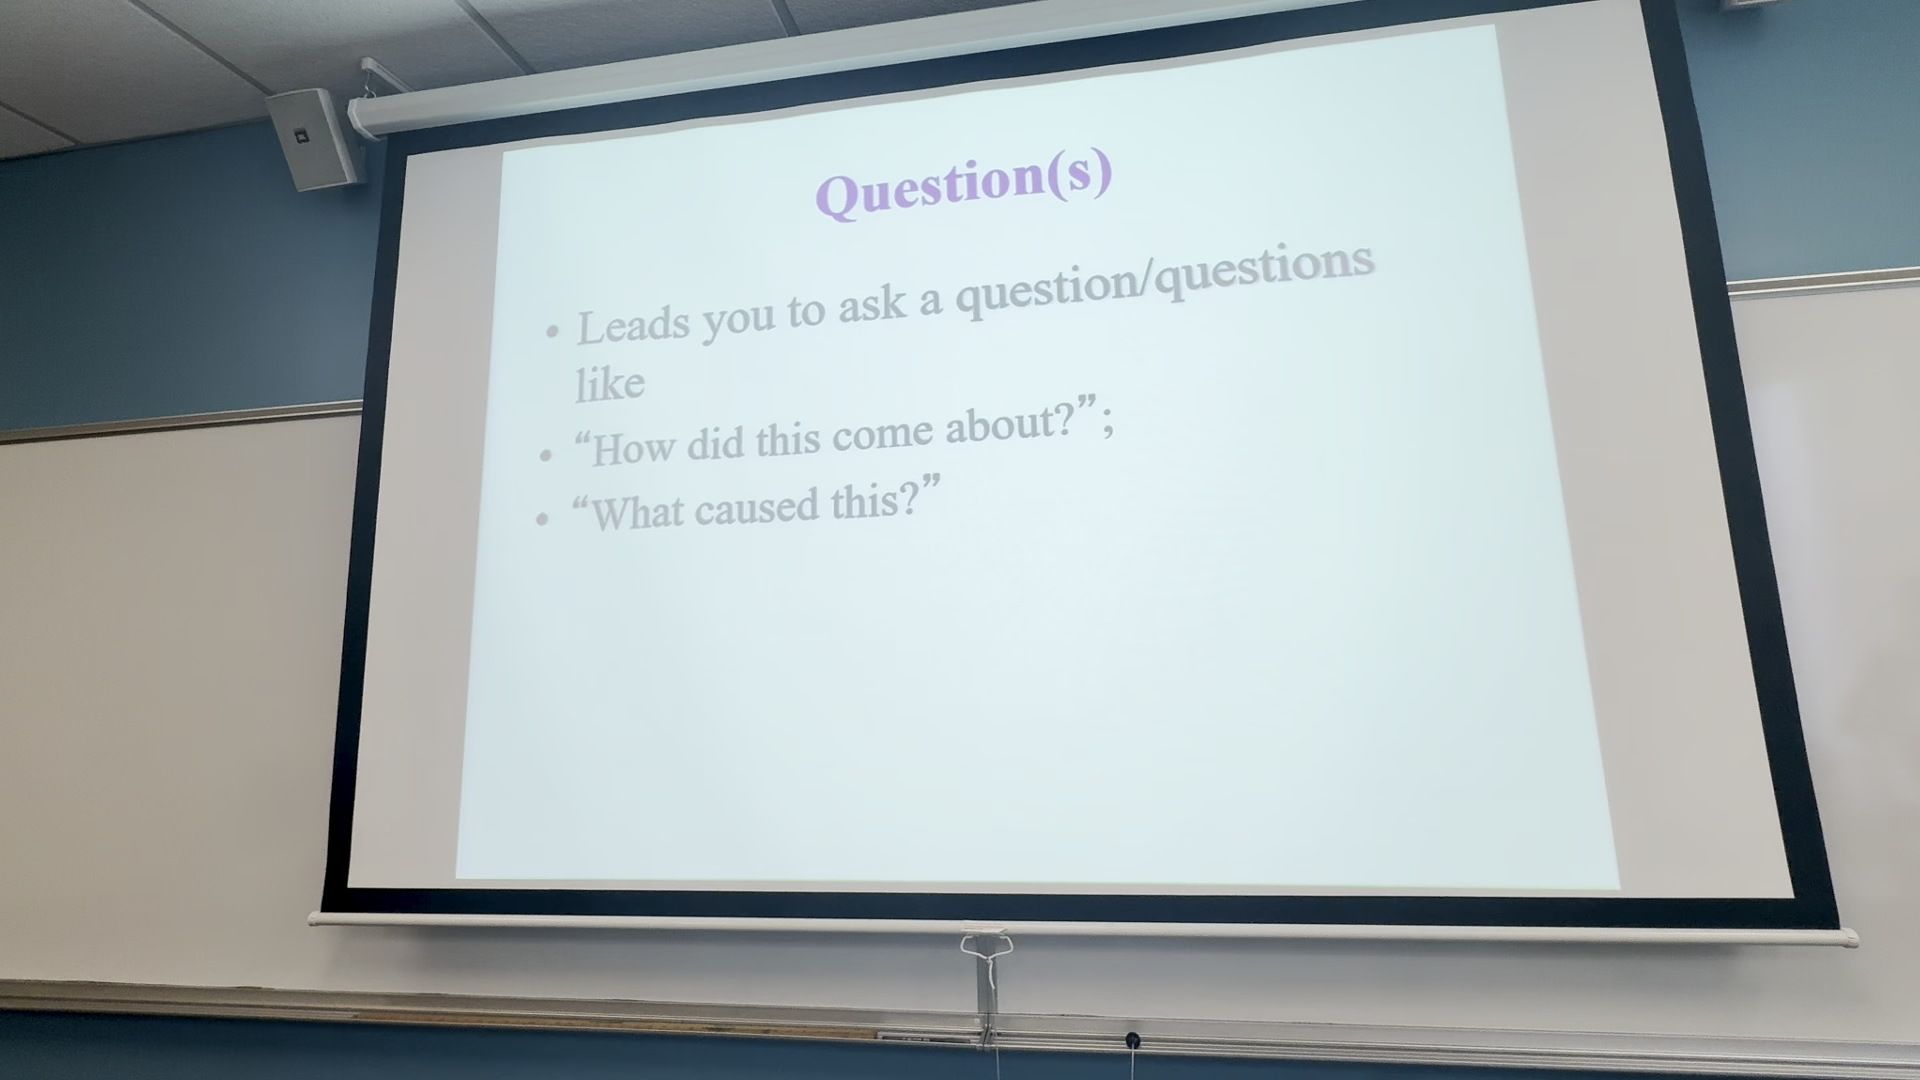 Question(s)
• Leads you to ask a question/questions
like
• “How did this come about?”;
• “What caused this?”